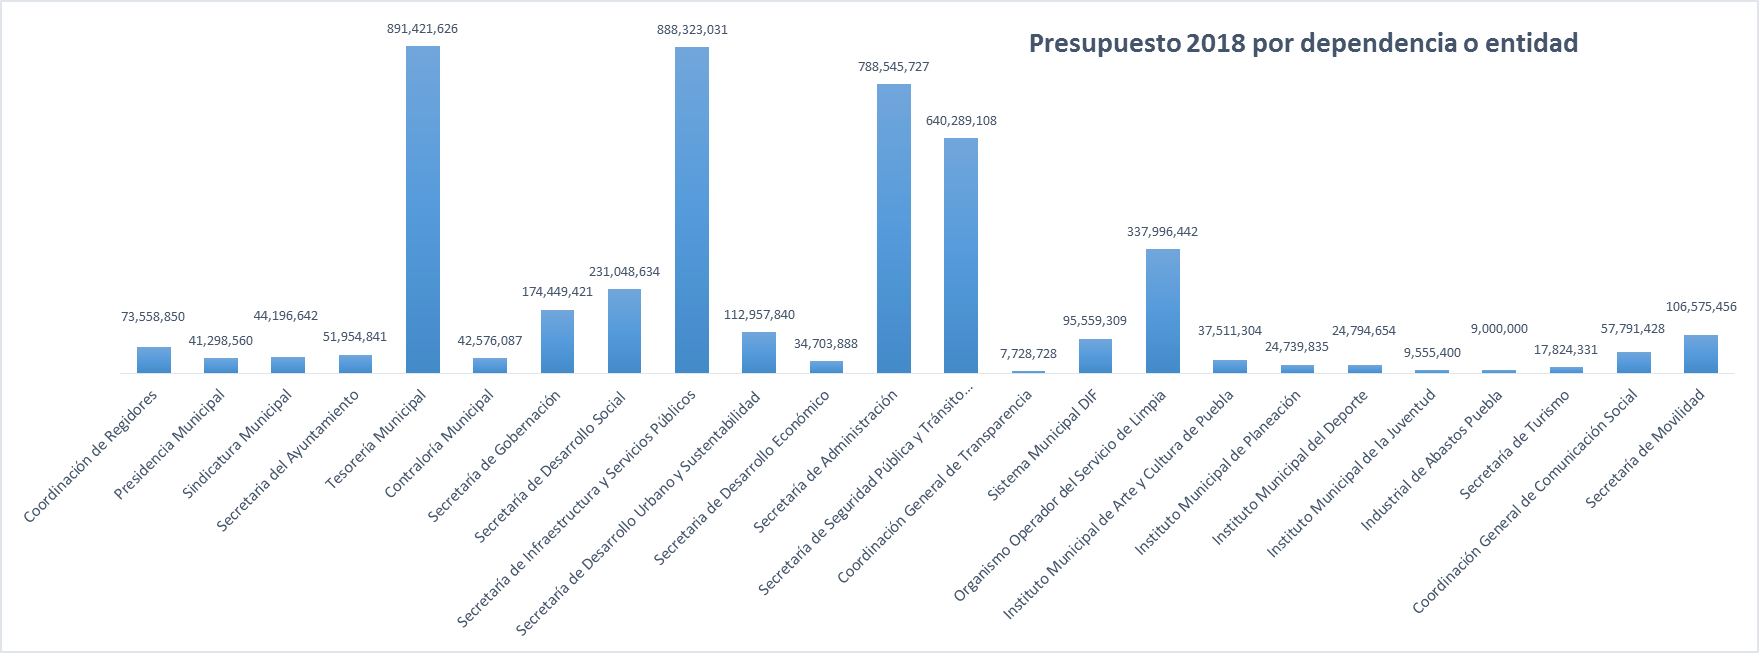 Presupuesto 2018 por dependencia o entidad
73,558,850
41,298,560
44,196,642
51,954,841
891,421,626
42,576,087
174,449,421
231,048,634
888,323,031
112,957,840
34,703,888
788,545,727
640,289,108
7,728,728
95,559,309
337,996,442
37,511,304
24,739,835
24,794,654
9,555,400
9,000,000
17,824,331
57,791,428
106,575,456
Coordinación de Regidores
Presidencia Municipal
Sindicatura Municipal
Secretaría del Ayuntamiento
Tesorería Municipal
Contraloría Municipal
Secretaría de Gobernación
Secretaría de Desarrollo Social
Secretaría de Infraestructura y Servicios Públicos
Secretaría de Desarrollo Urbano y Sustentabilidad
Secretaria de Desarrollo Económico
Secretaría de Administración
Secretaría de Seguridad Pública y Tránsito...
Coordinación General de Transparencia
Sistema Municipal DIF
Organismo Operador del Servicio de Limpia
Instituto Municipal de Arte y Cultura de Puebla
Instituto Municipal de Planeación
Instituto Municipal del Deporte
Instituto Municipal de la Juventud
Industrial de Abastos Puebla
Secretaría de Turismo
Coordinación General de Comunicación Social
Secretaría de Movilidad